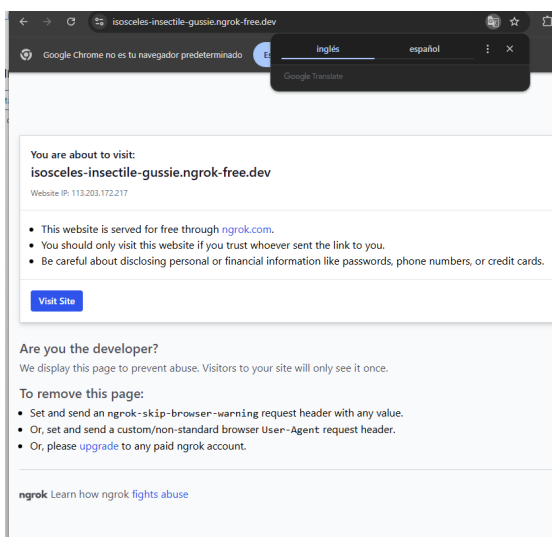 isosceles-insectile-gussie.ngrok-free.dev
Google Chrome no es tu navegador predeterminado
inglés español
Google Translate
You are about to visit:
isosceles-insectile-gussie.ngrok-free.dev
Website IP: 113.203.172.217
• This website is served for free through ngrok.com.
• You should only visit this website if you trust whoever sent the link to you.
• Be careful about disclosing personal or financial information like passwords, phone numbers, or credit cards.
Visit Site
Are you the developer?
We display this page to prevent abuse. Visitors to your site will only see it once.
To remove this page:
• Set and send an ngrok-skip-browser-warning request header with any value.
• Or, set and send a custom/non-standard browser User-Agent request header.
• Or, please upgrade to any paid ngrok account.
ngrok Learn how ngrok fights abuse